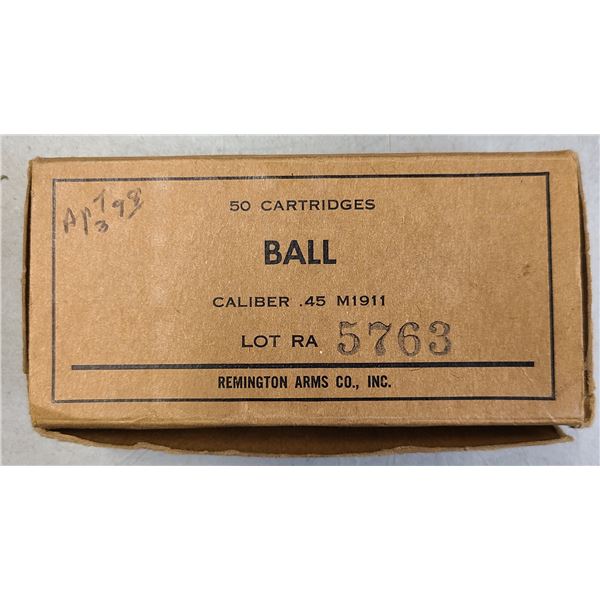 50 CARTRIDGES
BALL
CALIBER .45 M1911
LOT RA 5763
REMINGTON ARMS CO., INC.